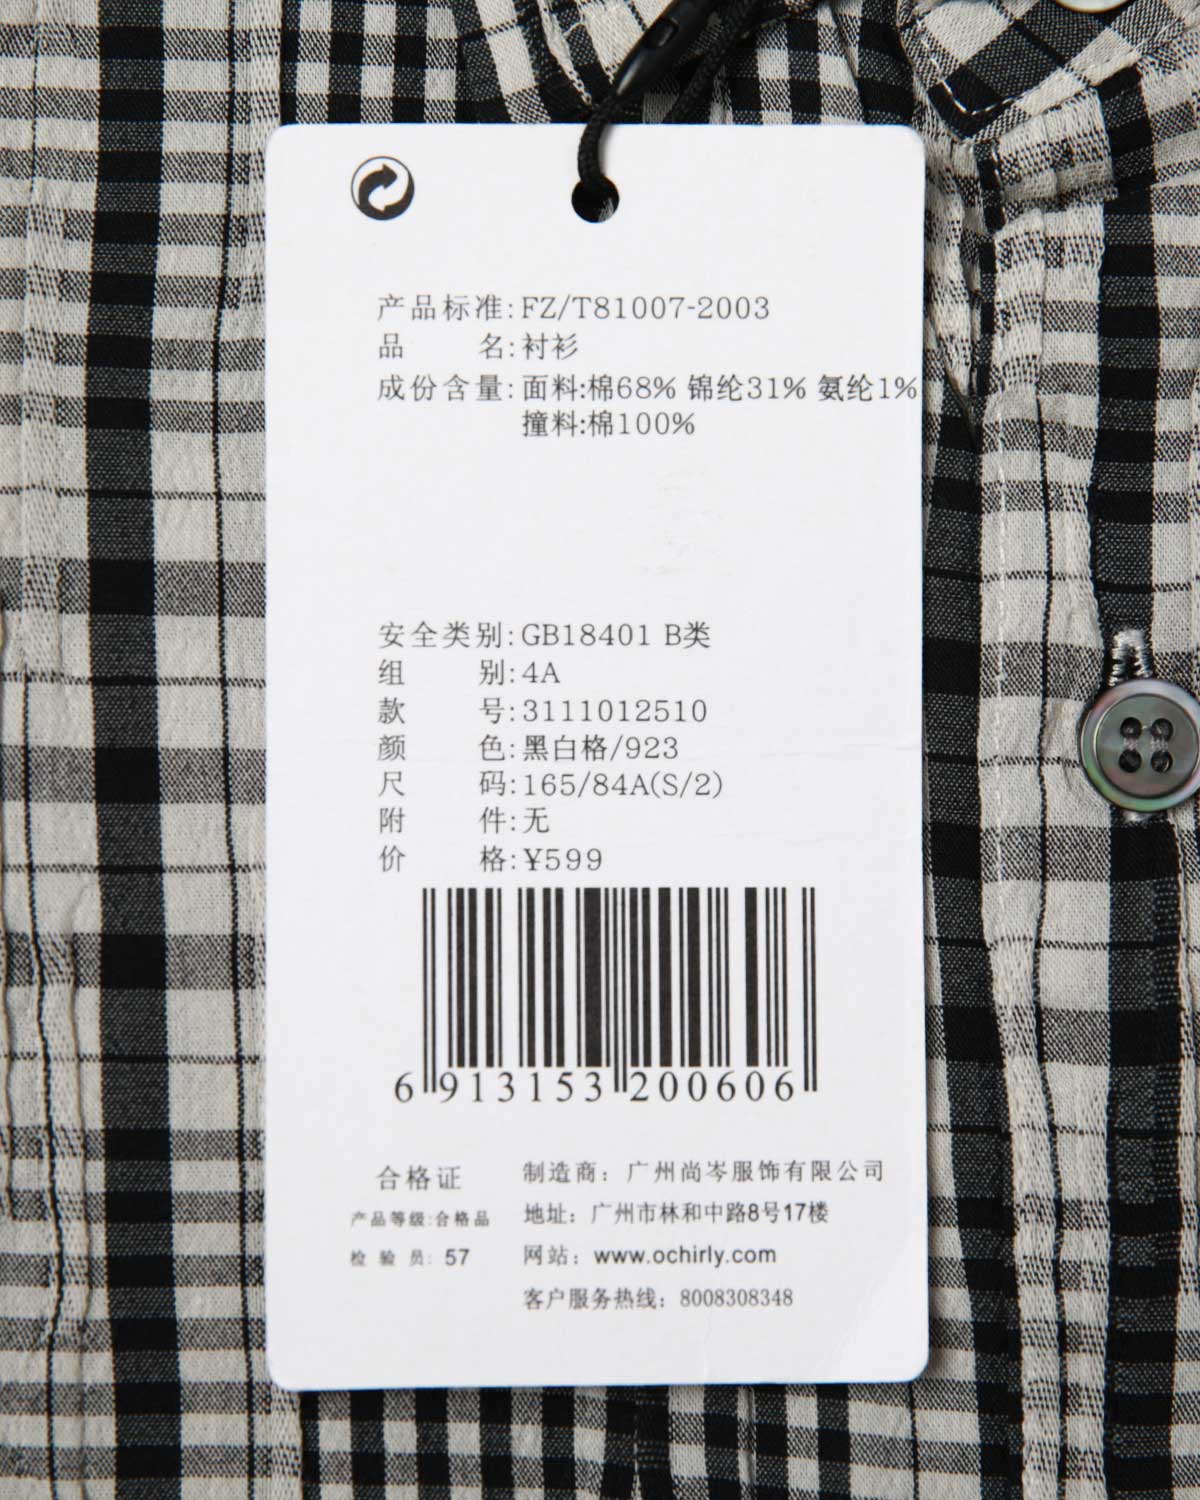 产品标准:FZ/T81007-2003
品 名:衬衫
成份含量:面料:棉68% 锦纶31% 氨纶1%
撞料:棉100%
安全类别:GB18401 B类
组 别:4A
款 号:3111012510
颜 色:黑白格/923
尺 码:165/84A(S/2)
附 件:无
价 格:¥599
6 913153 200606
合格证
产品等级:合格品
检 验 员: 57
制造商：广州尚岑服饰有限公司
地址：广州市林和中路8号17楼
网站：www.ochirly.com
客户服务热线：8008308348